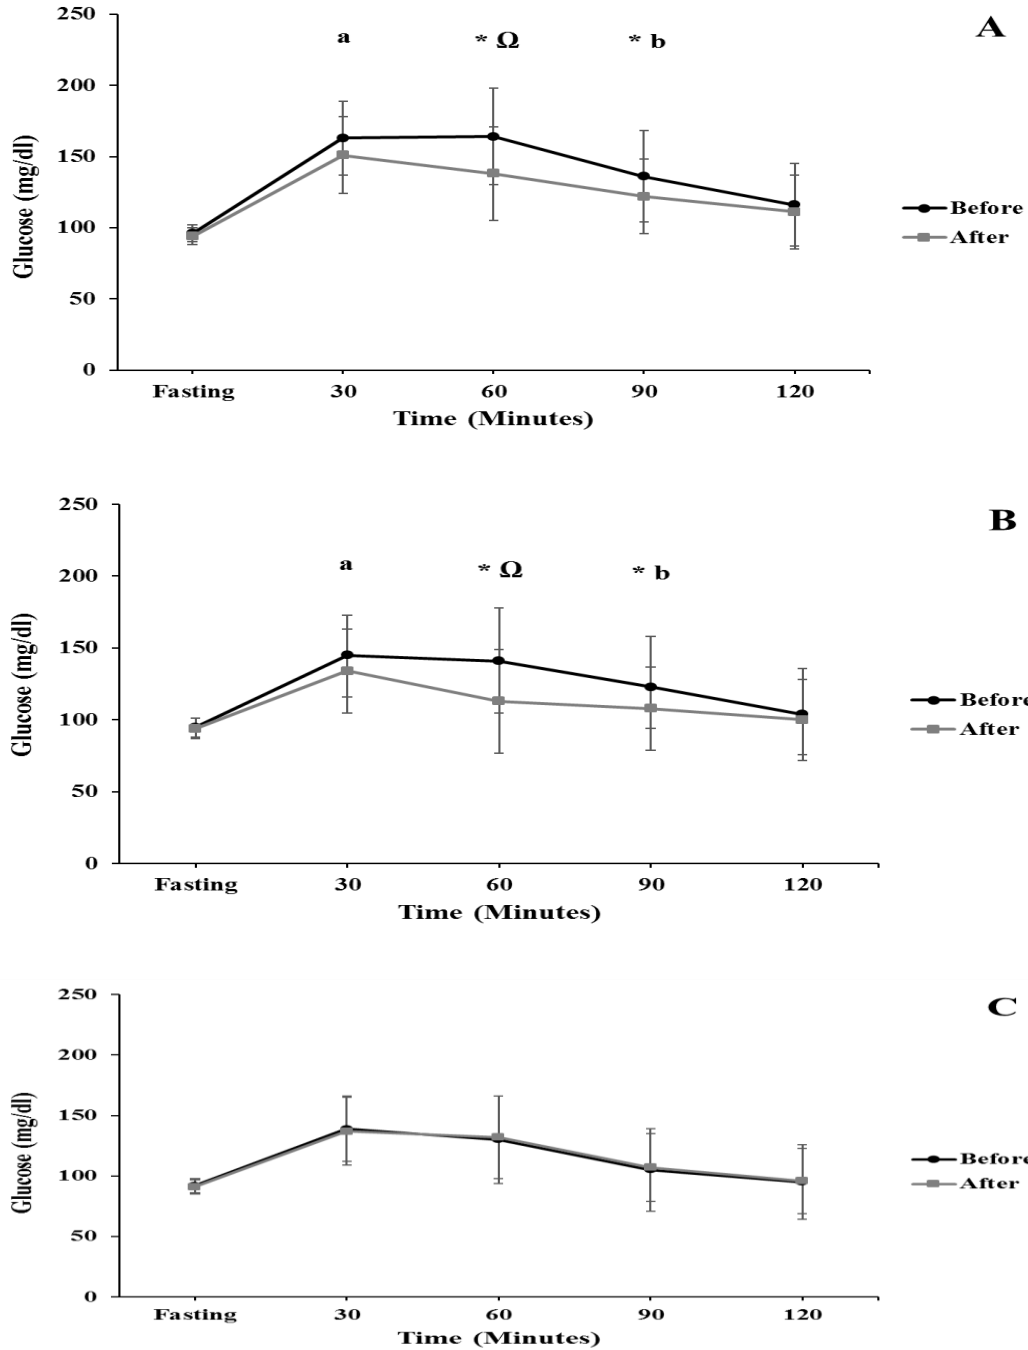 250
A
a
* Ω
* b
200
150
Glucose (mg/dl)
100
50
0
Before
After
Fasting 30 60 90 120
Time (Minutes)
250
B
a
* Ω
* b
200
150
Glucose (mg/dl)
100
50
0
Before
After
Fasting 30 60 90 120
Time (Minutes)
250
C
200
150
Glucose (mg/dl)
100
50
0
Before
After
Fasting 30 60 90 120
Time (Minutes)